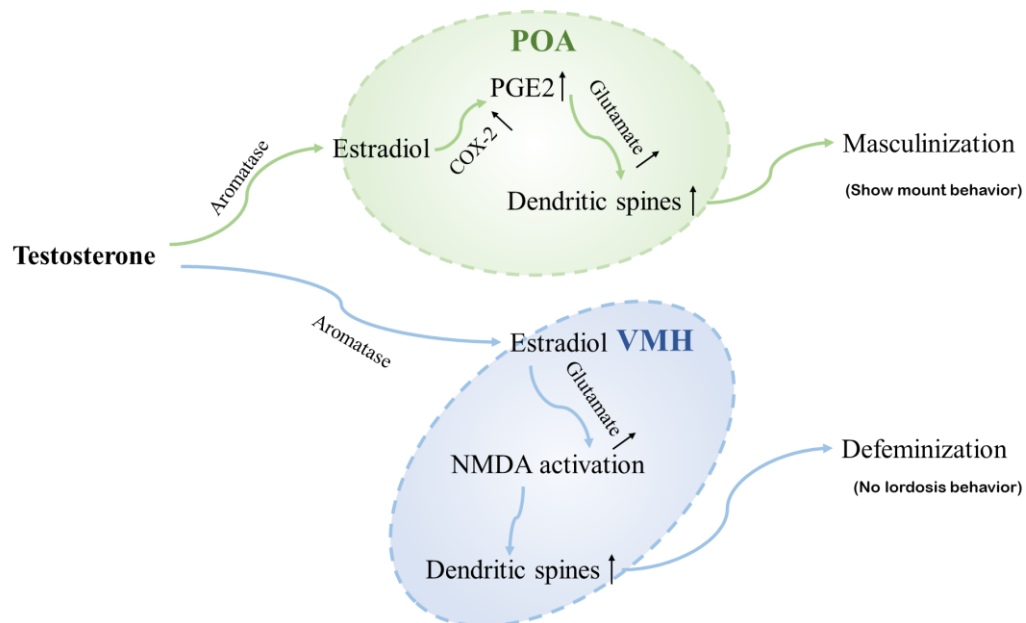 POA
PGE2↑
Glutamate ↑
COX-2 ↑
Estradiol
Aromatase
Dendritic spines ↑
Masculinization
(Show mount behavior)
Testosterone
Aromatase
Estradiol VMH
Glutamate ↑
NMDA activation
Defeminization
(No lordosis behavior)
Dendritic spines ↑